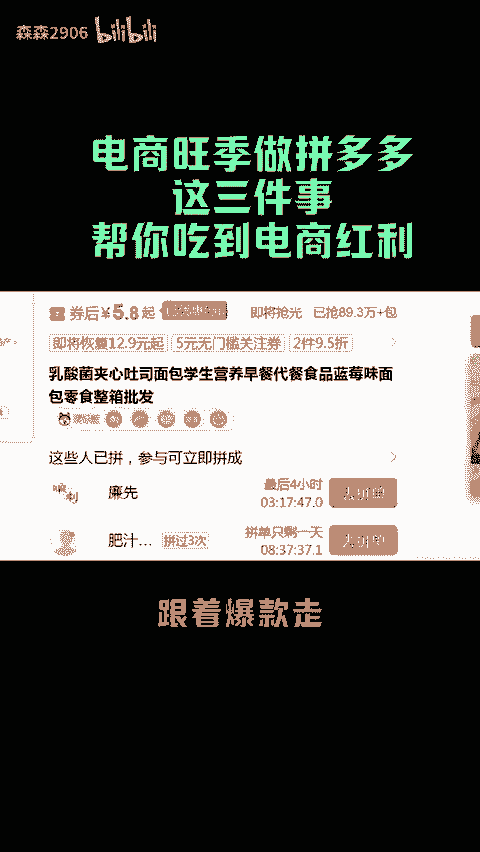 森森2906 bilibili
电商旺季做拼多多
这三件事
帮你吃到电商红利
券后¥5.8起
即将抢光 已抢89.3万+包
即将恢复12.9元起 5元无门槛关注券 2件9.5折
乳酸菌夹心吐司面包学生营养早餐代餐食品蓝莓味面
包零食整箱批发
这些人已拼，参与可立即拼成
廉先
最后4小时
03:17:47.0
肥汁... 拼过3次
拼单只剩一天
08:37:37.1
跟着爆款走